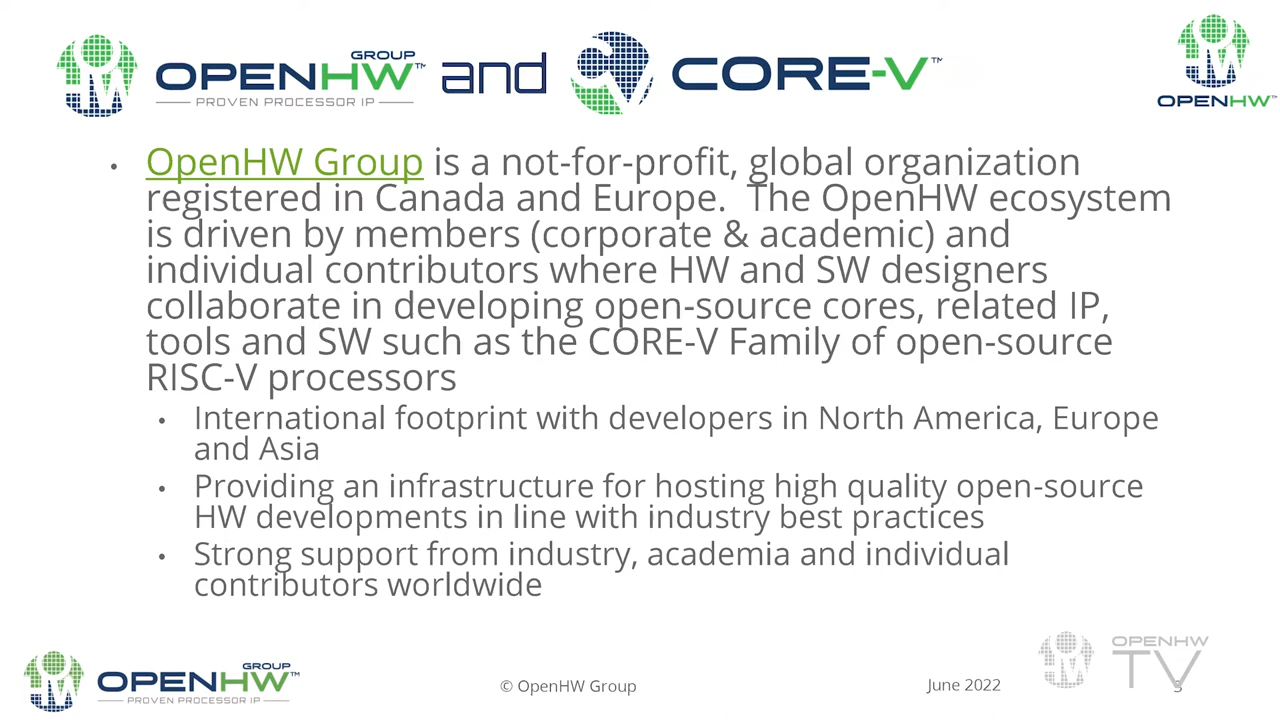 GROUP
OPENHW™ and CORE-V™
PROVEN PROCESSOR IP
OPENHW™
• OpenHW Group is a not-for-profit, global organization
registered in Canada and Europe.  The OpenHW ecosystem
is driven by members (corporate & academic) and
individual contributors where HW and SW designers
collaborate in developing open-source cores, related IP,
tools and SW such as the CORE-V Family of open-source
RISC-V processors
• International footprint with developers in North America, Europe
and Asia
• Providing an infrastructure for hosting high quality open-source
HW developments in line with industry best practices
• Strong support from industry, academia and individual
contributors worldwide
GROUP
OPENHW™
PROVEN PROCESSOR IP
© OpenHW Group
June 2022
OPENHW
TV
3